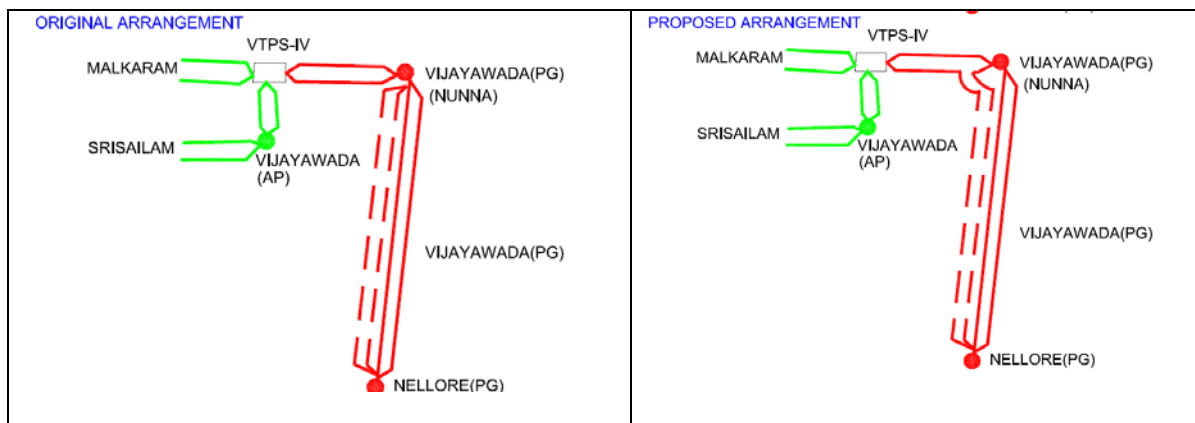 ORIGINAL ARRANGEMENT
VTPS-IV
MALKARAM
VIJAYAWADA(PG)
(NUNNA)
SRISAILAM
VIJAYAWADA
(AP)
VIJAYAWADA(PG)
NELLORE(PG)
PROPOSED ARRANGEMENT
VTPS-IV
MALKARAM
VIJAYAWADA(PG)
(NUNNA)
SRISAILAM
VIJAYAWADA
(AP)
VIJAYAWADA(PG)
NELLORE(PG)